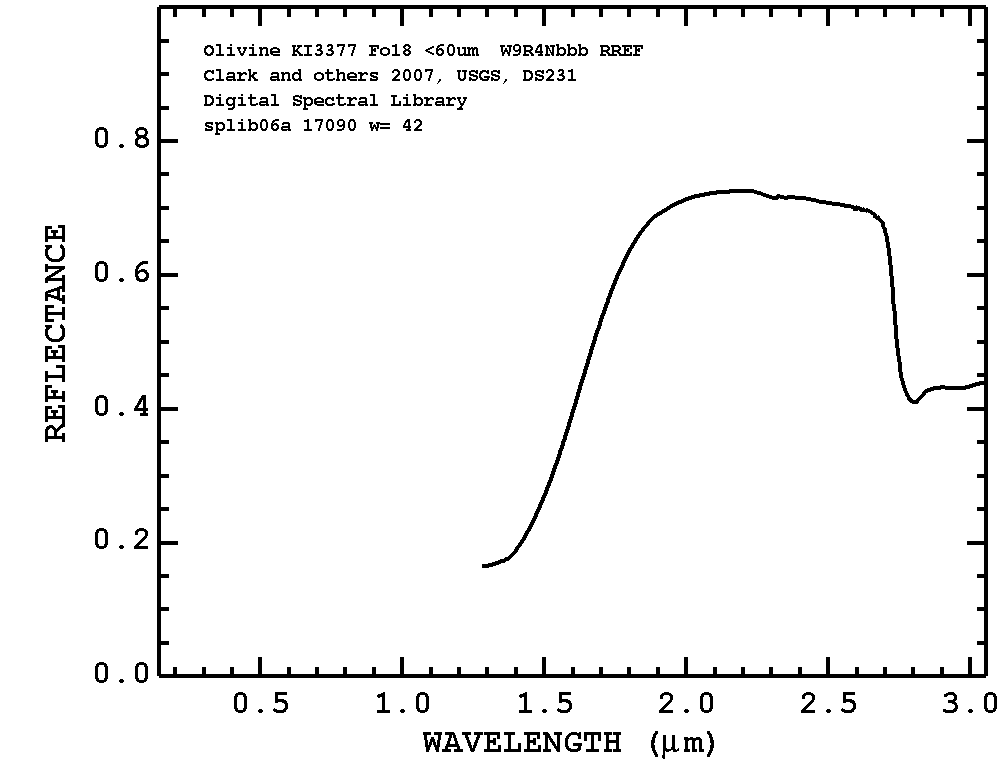 Olivine KI3377 Fo18 <60um  W9R4Nbbb RREF
Clark and others 2007, USGS, DS231
Digital Spectral Library
splib06a 17090 w= 42
0.8
0.6
0.4
0.2
0.0
REFLECTANCE
0.5 1.0 1.5 2.0 2.5 3.0
WAVELENGTH (μm)